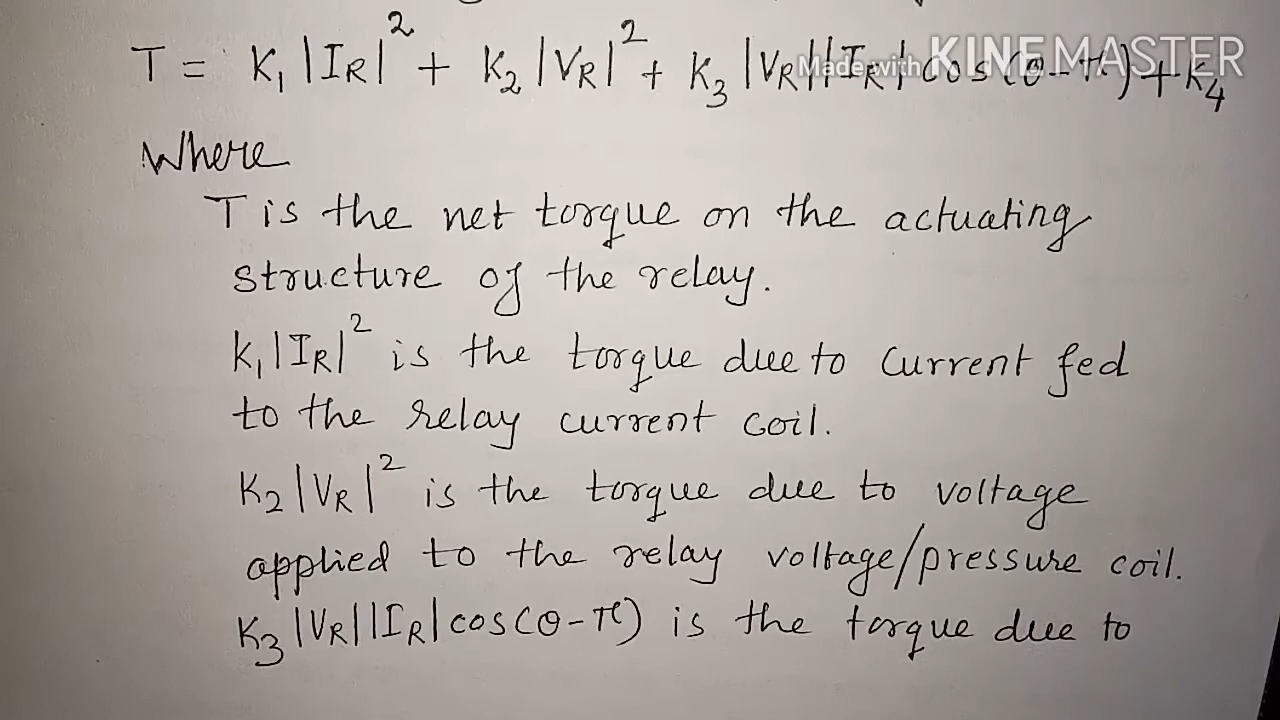 T = K₁|I_R|² + K₂|V_R|² + K₃|V_R||I_R|cos(θ-π)+K₄
Made with KINEMASTER
Where
T is the net torque on the actuating
structure of the relay.
K₁|I_R|² is the torque due to current fed
to the relay current coil.
K₂|V_R|² is the torque due to voltage
applied to the relay voltage/pressure coil.
K₃|V_R||I_R|cos(θ-π) is the torque due to